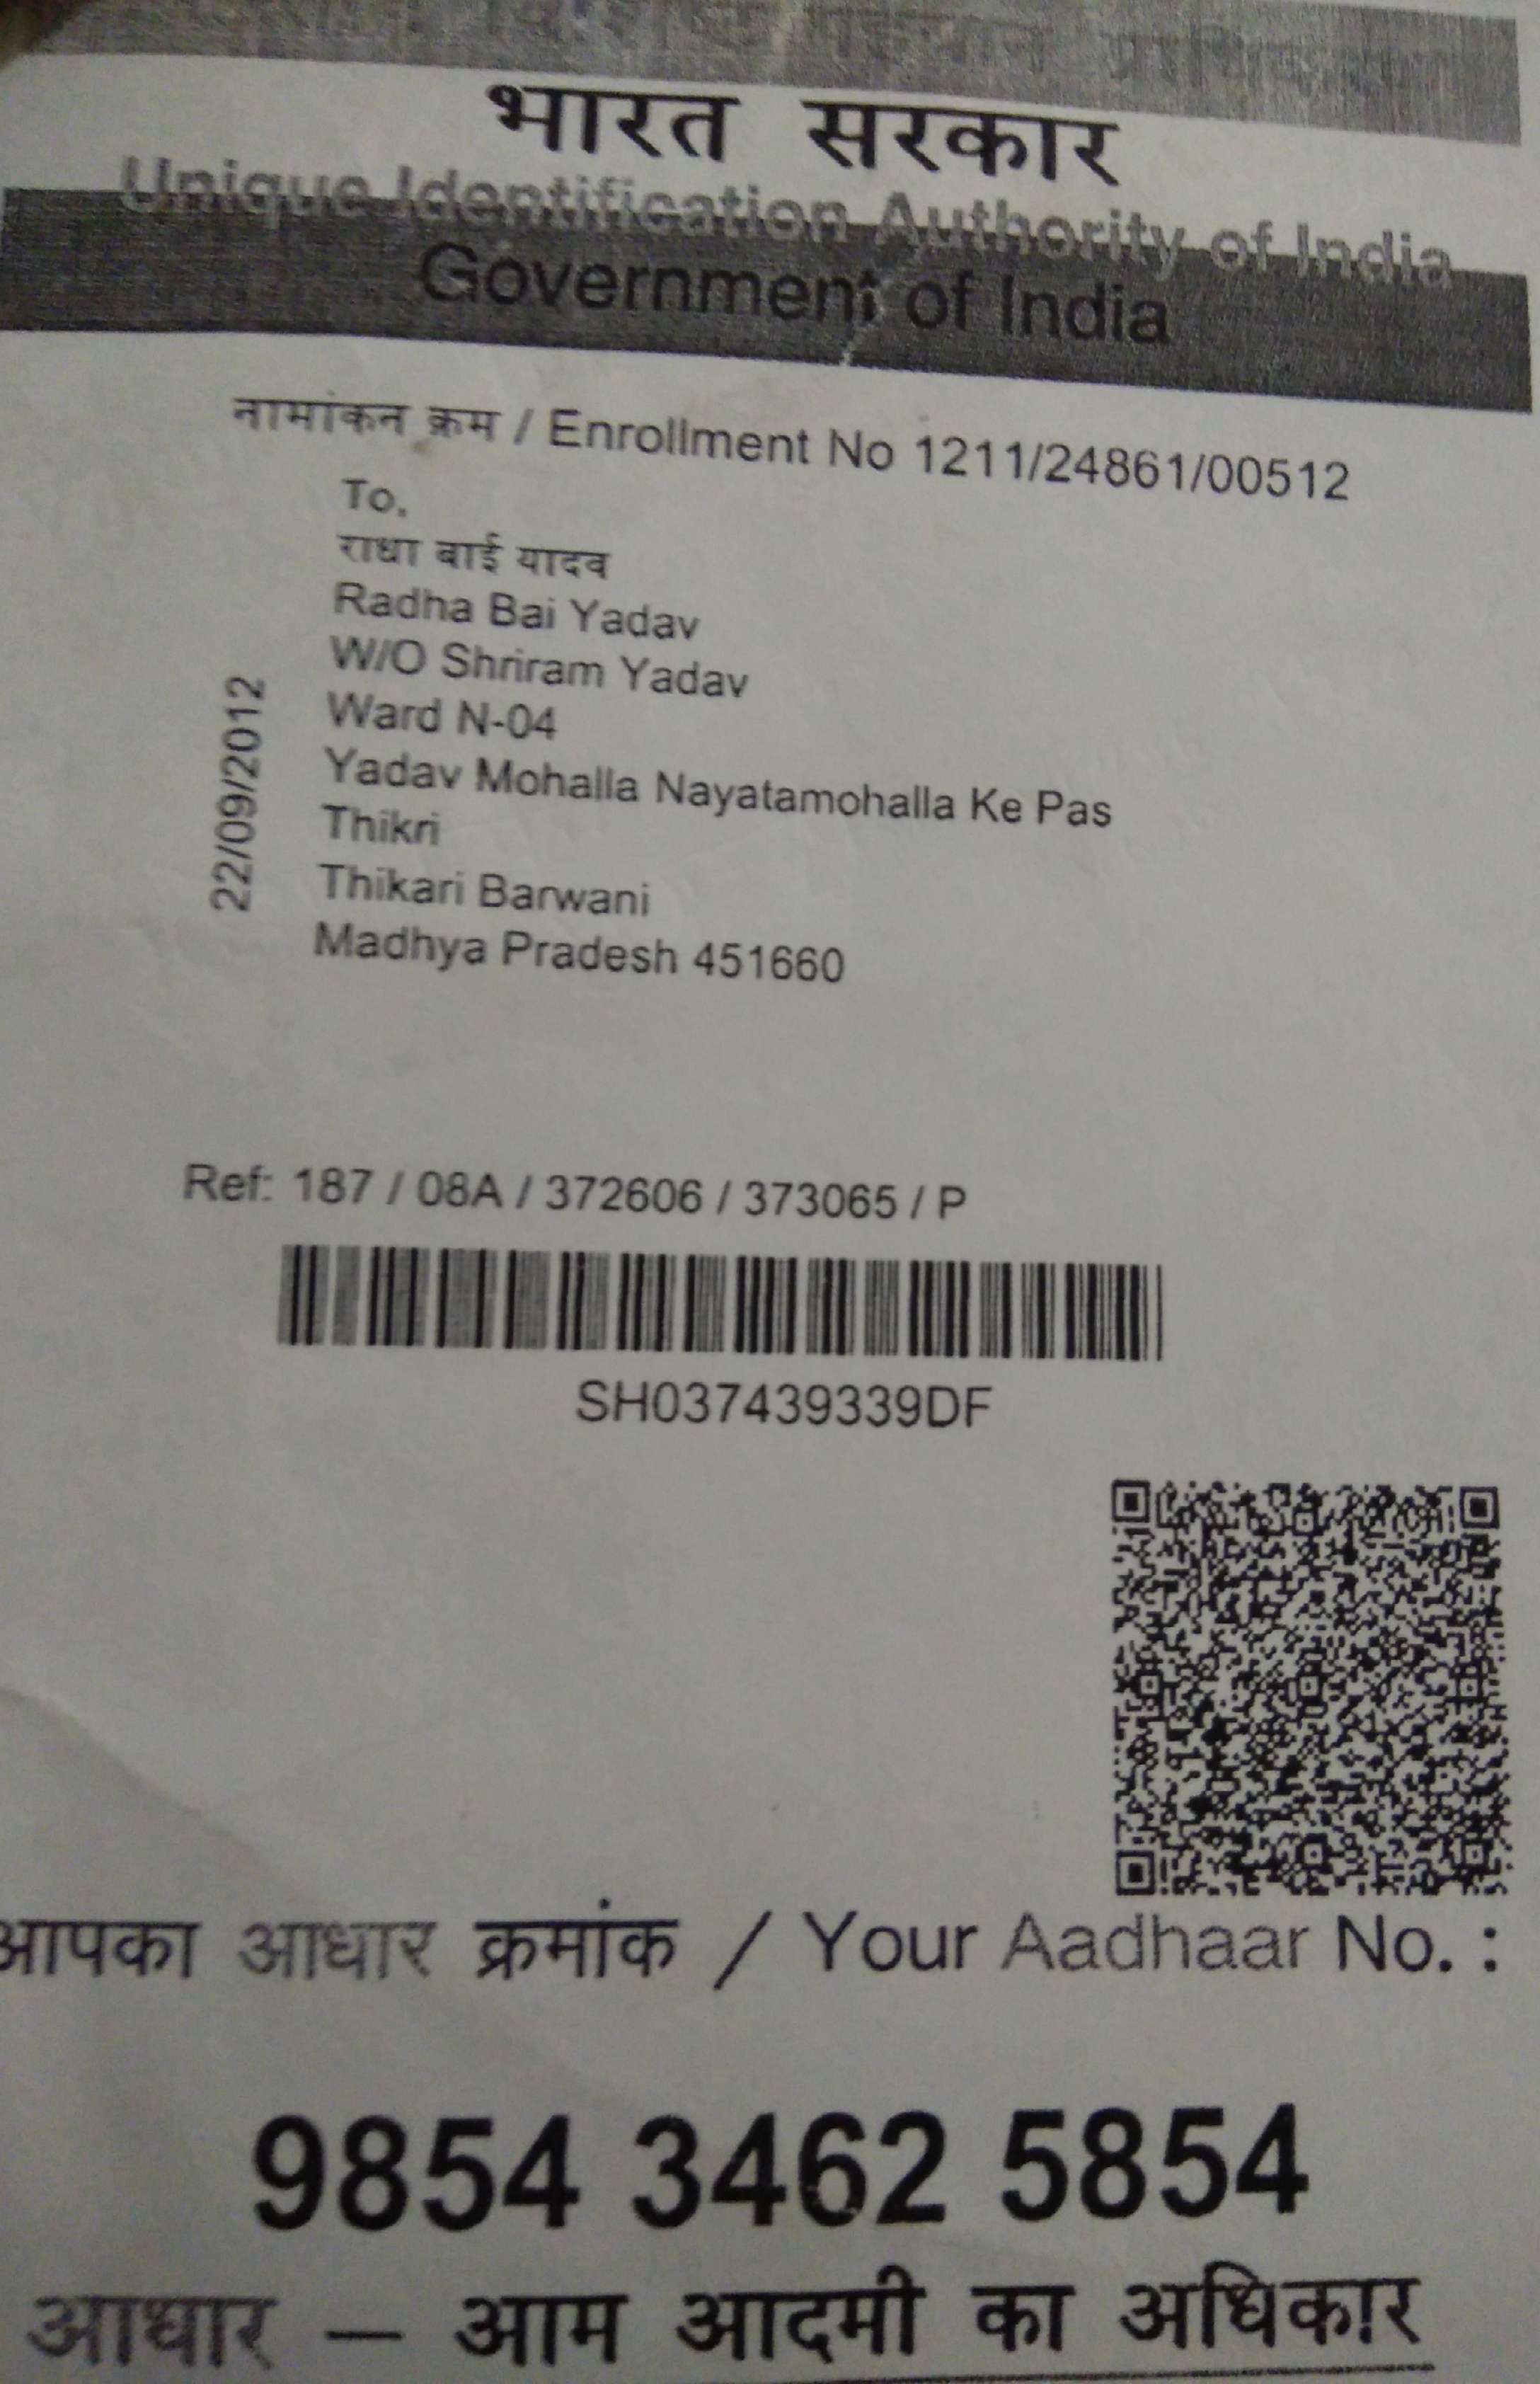 भारत सरकार
Unique Identification Authority of India
Government of India
नामांकन क्रम / Enrollment No 1211/24861/00512
To,
राधा बाई यादव
Radha Bai Yadav
W/O Shriram Yadav
Ward N-04
Yadav Mohalla Nayatamohalla Ke Pas
Thikri
Thikari Barwani
Madhya Pradesh 451660
22/09/2012
Ref: 187 / 08A / 372606 / 373065 / P
SH037439339DF
आपका आधार क्रमांक / Your Aadhaar No. :
9854 3462 5854
आधार — आम आदमी का अधिकार